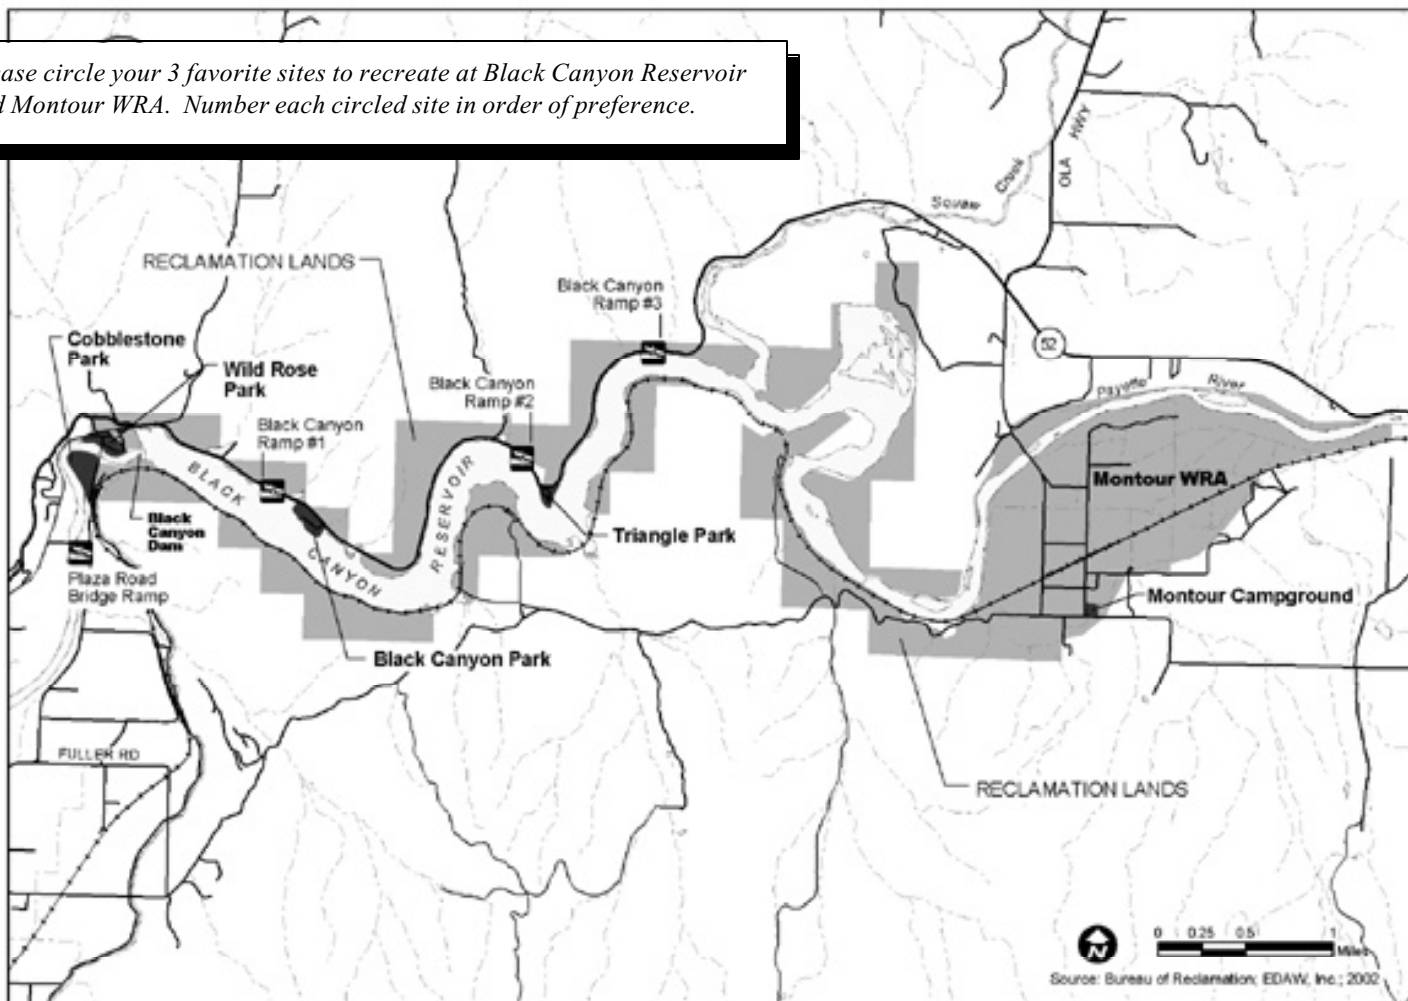 ase circle your 3 favorite sites to recreate at Black Canyon Reservoir
d Montour WRA.  Number each circled site in order of preference.
OLA HWY
Squaw Creek
RECLAMATION LANDS
Black Canyon
Ramp #3
52
Cobblestone
Park
Wild Rose
Park
Black Canyon
Ramp #2
Payette River
Black Canyon
Ramp #1
BLACK CANYON RESERVOIR
Montour WRA
Black
Canyon
Dam
Triangle Park
Plaza Road
Bridge Ramp
Montour Campground
Black Canyon Park
FULLER RD
RECLAMATION LANDS
N
0 0.25 0.5 1
Miles
Source: Bureau of Reclamation; EDAW, Inc.; 2002